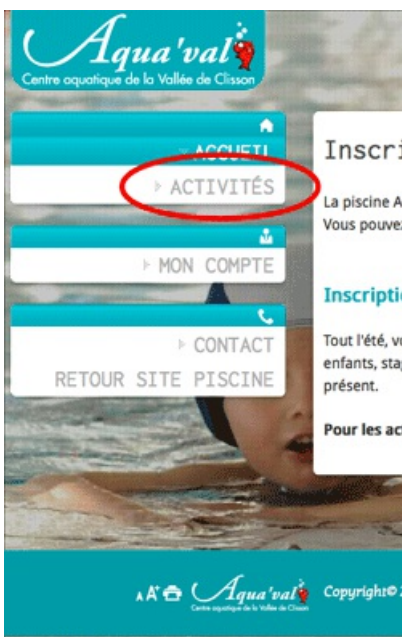 Aqua'val
Centre aquatique de la Vallée de Clisson
ACCUEIL
ACTIVITÉS
MON COMPTE
CONTACT
RETOUR SITE PISCINE
Inscri
La piscine A
Vous pouvez
Inscriptio
Tout l'été, vo
enfants, stag
présent.
Pour les act
A A+ Aqua'val Copyright© 2
Centre aquatique de la Vallée de Clisson